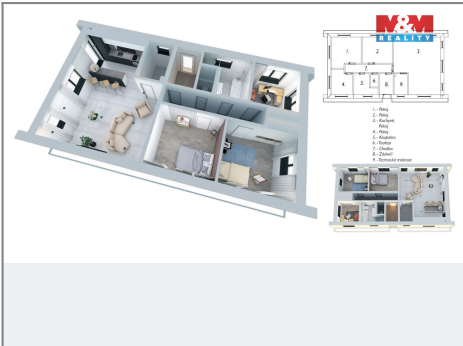 M&M
REALITY
1.
2.
3.
7.
4.
5.
6.
8.
9.
1. - Pokoj
2. - Pokoj
3. - Kuchyně,
Pokoj
4. - Pokoj
5. - Koupelna
6. - Toaleta
7. - Chodba
8. - Zádveří
9. - Technická místnost